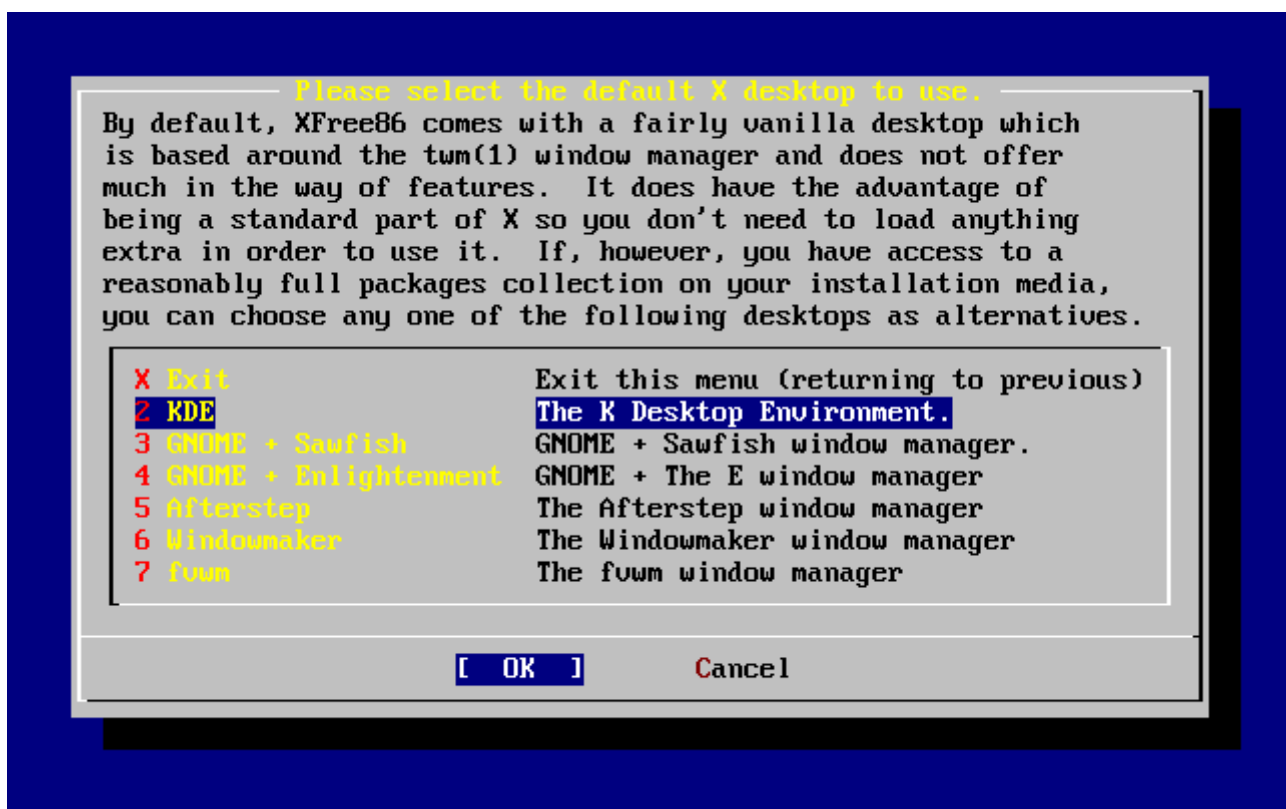 Please select the default X desktop to use.
By default, XFree86 comes with a fairly vanilla desktop which
is based around the twm(1) window manager and does not offer
much in the way of features.  It does have the advantage of
being a standard part of X so you don't need to load anything
extra in order to use it.  If, however, you have access to a
reasonably full packages collection on your installation media,
you can choose any one of the following desktops as alternatives.
X Exit Exit this menu (returning to previous)
2 KDE The K Desktop Environment.
3 GNOME + Sawfish GNOME + Sawfish window manager.
4 GNOME + Enlightenment GNOME + The E window manager
5 Afterstep The Afterstep window manager
6 Windowmaker The Windowmaker window manager
7 fvwm The fvwm window manager
[ OK ] Cancel